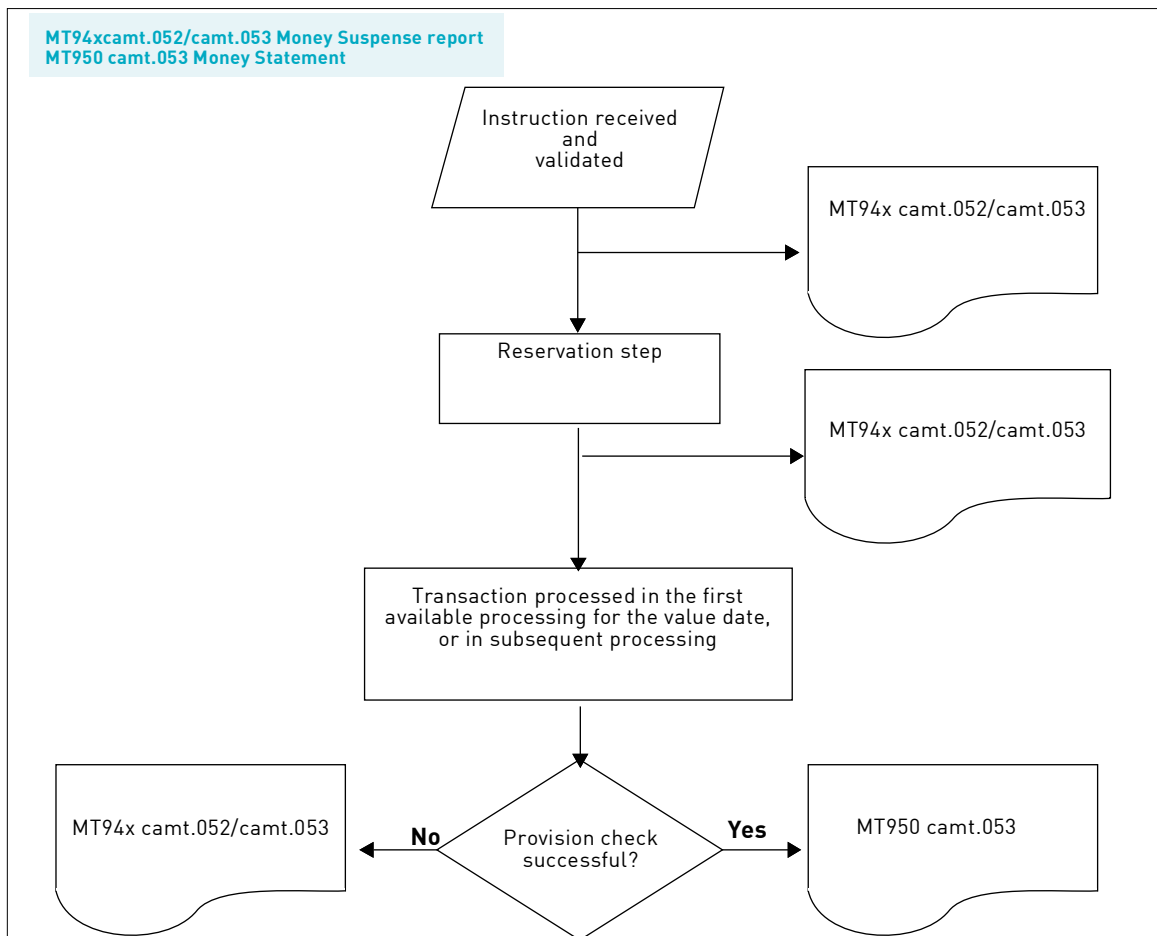 MT94xcamt.052/camt.053 Money Suspense report
MT950 camt.053 Money Statement
Instruction received
and
validated
MT94x camt.052/camt.053
Reservation step
MT94x camt.052/camt.053
Transaction processed in the first
available processing for the value date,
or in subsequent processing
MT94x camt.052/camt.053
No
Provision check
successful?
Yes
MT950 camt.053